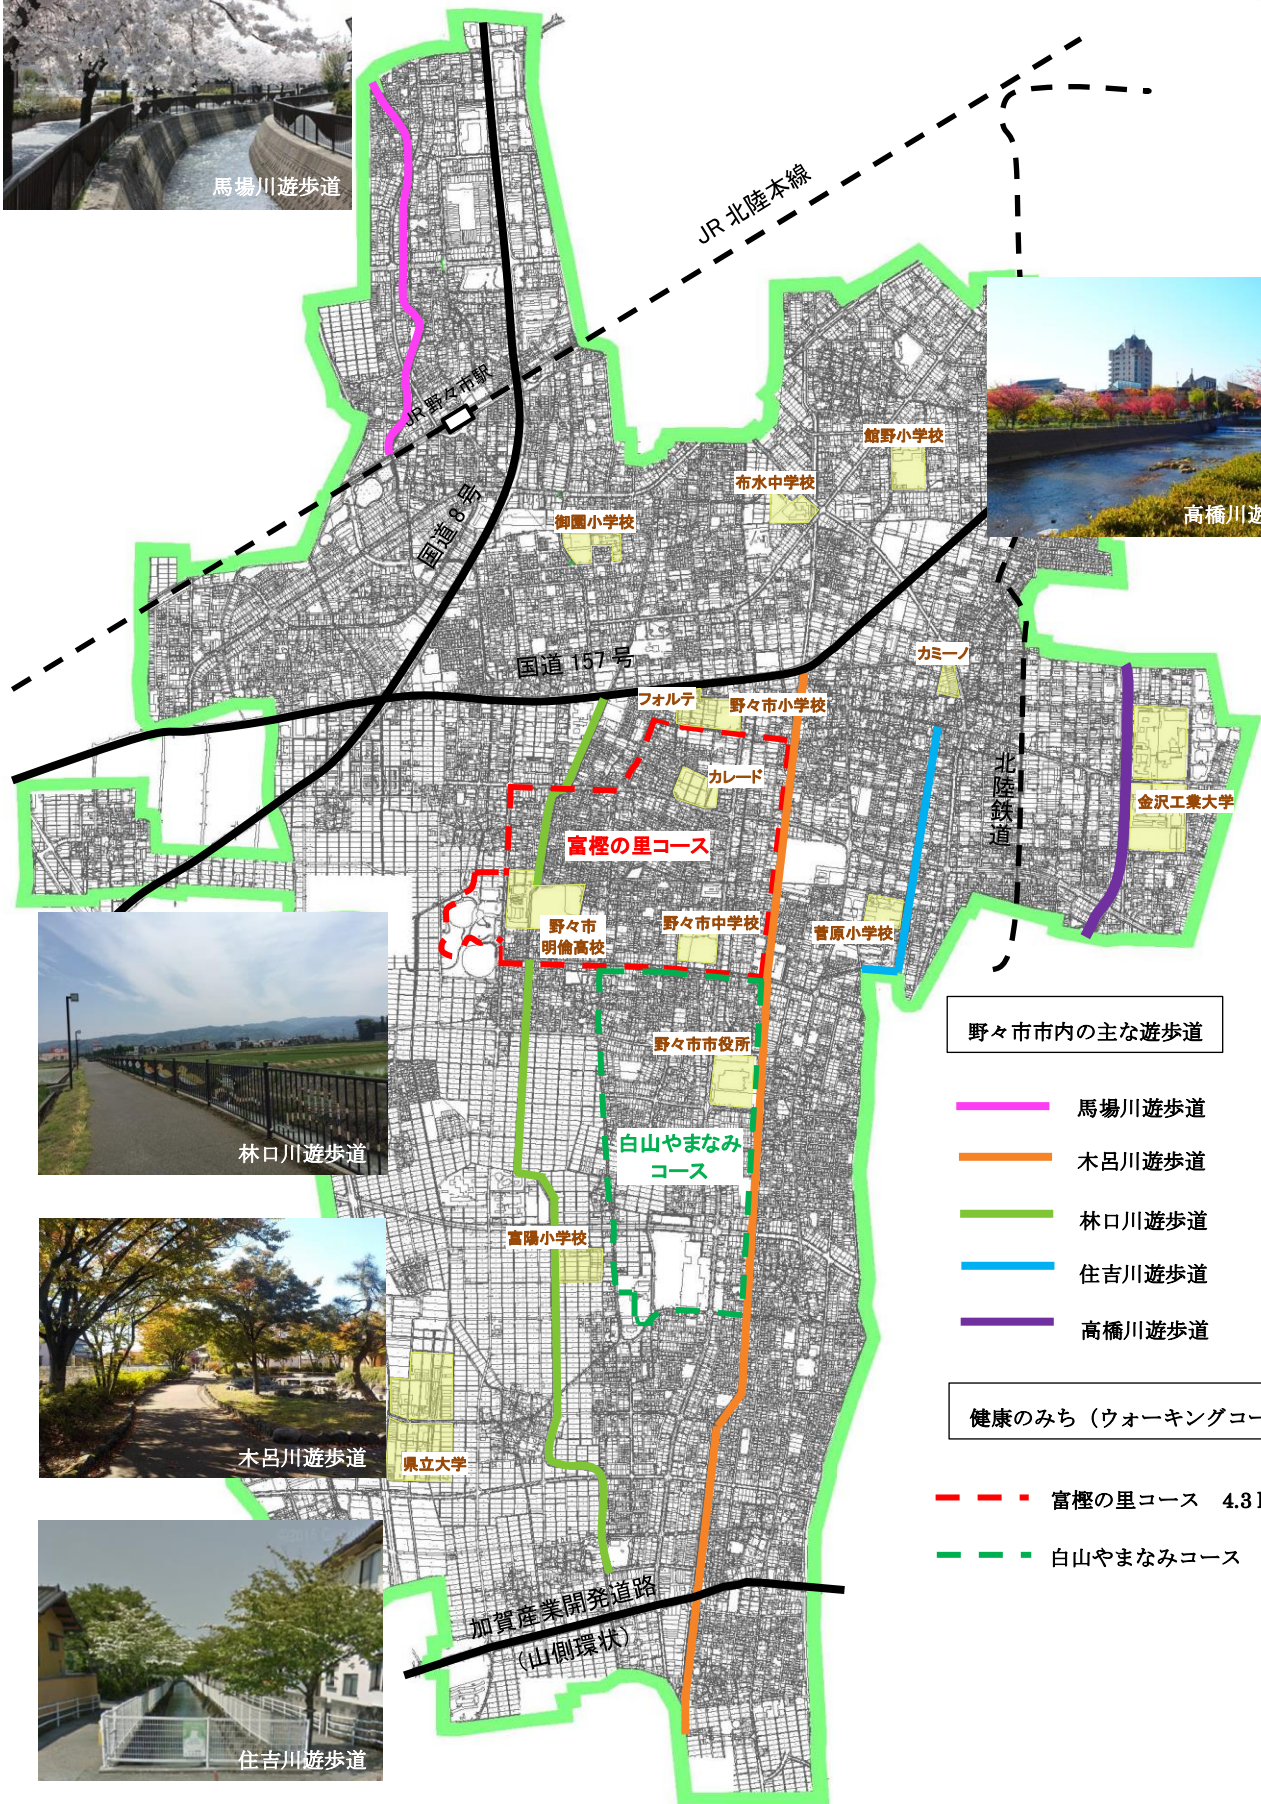 馬場川遊歩道
JR 北陸本線
JR 野々市駅
館野小学校
布水中学校
御園小学校
国道 8 号
高橋川遊
国道 157 号
カミーノ
フォルテ
野々市小学校
カレード
北陸鉄道
金沢工業大学
富樫の里コース
野々市
明倫高校
野々市中学校
菅原小学校
野々市市内の主な遊歩道
野々市市役所
馬場川遊歩道
白山やまなみ
コース
木呂川遊歩道
林口川遊歩道
林口川遊歩道
富陽小学校
住吉川遊歩道
高橋川遊歩道
健康のみち（ウォーキングコー
木呂川遊歩道
県立大学
富樫の里コース 4.3
白山やまなみコース
加賀産業開発道路
（山側環状）
住吉川遊歩道